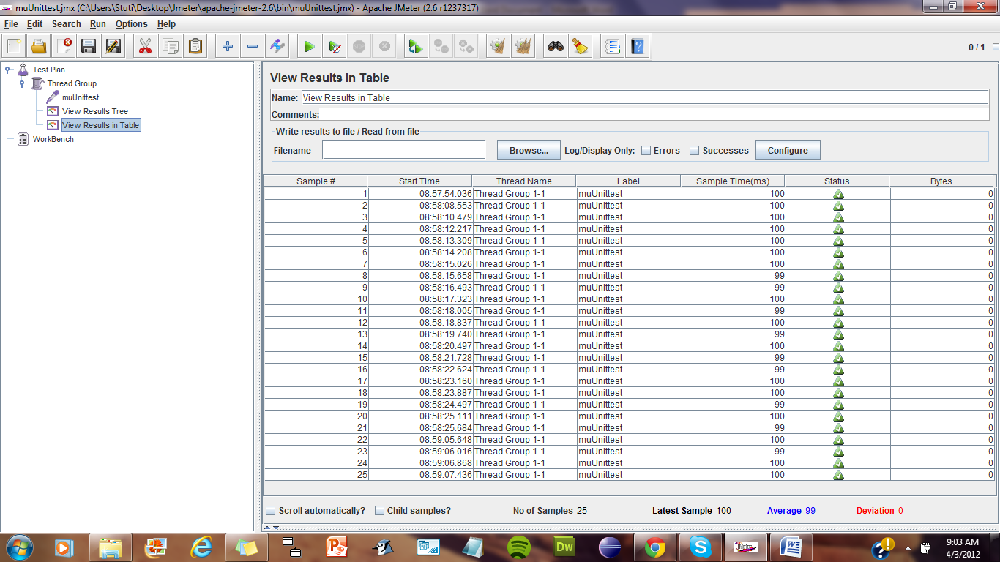 muUnittest.jmx (C:\Users\Stuti\Desktop\Jmeter\apache-jmeter-2.6\bin\muUnittest.jmx) - Apache JMeter (2.6 r1237317)
File Edit Search Run Options Help
0 / 1
Test Plan
Thread Group
muUnittest
View Results Tree
View Results in Table
WorkBench
View Results in Table
Name: View Results in Table
Comments:
Write results to file / Read from file
Filename Browse... Log/Display Only: Errors Successes Configure
Sample # Start Time Thread Name Label Sample Time(ms) Status Bytes
1 08:57:54.036 Thread Group 1-1 muUnittest 100 0
2 08:58:08.553 Thread Group 1-1 muUnittest 100 0
3 08:58:10.479 Thread Group 1-1 muUnittest 100 0
4 08:58:12.217 Thread Group 1-1 muUnittest 100 0
5 08:58:13.309 Thread Group 1-1 muUnittest 100 0
6 08:58:14.208 Thread Group 1-1 muUnittest 100 0
7 08:58:15.026 Thread Group 1-1 muUnittest 100 0
8 08:58:15.658 Thread Group 1-1 muUnittest 99 0
9 08:58:16.493 Thread Group 1-1 muUnittest 99 0
10 08:58:17.323 Thread Group 1-1 muUnittest 100 0
11 08:58:18.005 Thread Group 1-1 muUnittest 99 0
12 08:58:18.837 Thread Group 1-1 muUnittest 100 0
13 08:58:19.740 Thread Group 1-1 muUnittest 99 0
14 08:58:20.497 Thread Group 1-1 muUnittest 100 0
15 08:58:21.728 Thread Group 1-1 muUnittest 99 0
16 08:58:22.624 Thread Group 1-1 muUnittest 99 0
17 08:58:23.160 Thread Group 1-1 muUnittest 100 0
18 08:58:23.887 Thread Group 1-1 muUnittest 100 0
19 08:58:24.497 Thread Group 1-1 muUnittest 99 0
20 08:58:25.111 Thread Group 1-1 muUnittest 100 0
21 08:58:25.684 Thread Group 1-1 muUnittest 99 0
22 08:59:05.648 Thread Group 1-1 muUnittest 100 0
23 08:59:06.016 Thread Group 1-1 muUnittest 99 0
24 08:59:06.868 Thread Group 1-1 muUnittest 100 0
25 08:59:07.436 Thread Group 1-1 muUnittest 100 0
Scroll automatically? Child samples? No of Samples 25 Latest Sample 100 Average 99 Deviation 0
Dw
9:03 AM
4/3/2012